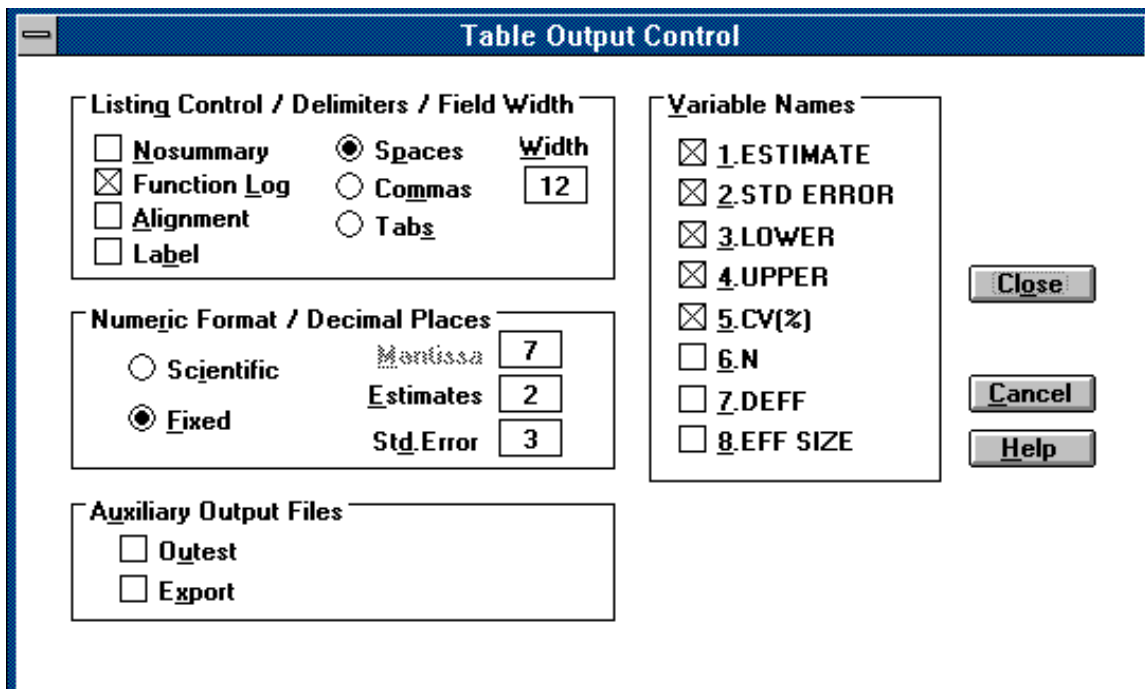 Table Output Control
Listing Control / Delimiters / Field Width
Nosummary
Function Log
Alignment
Label
Spaces
Commas
Tabs
Width
12
Numeric Format / Decimal Places
Scientific
Fixed
Mantissa 7
Estimates 2
Std.Error 3
Auxiliary Output Files
Outest
Export
Variable Names
1.ESTIMATE
2.STD ERROR
3.LOWER
4.UPPER
5.CV(%)
6.N
7.DEFF
8.EFF SIZE
Close
Cancel
Help